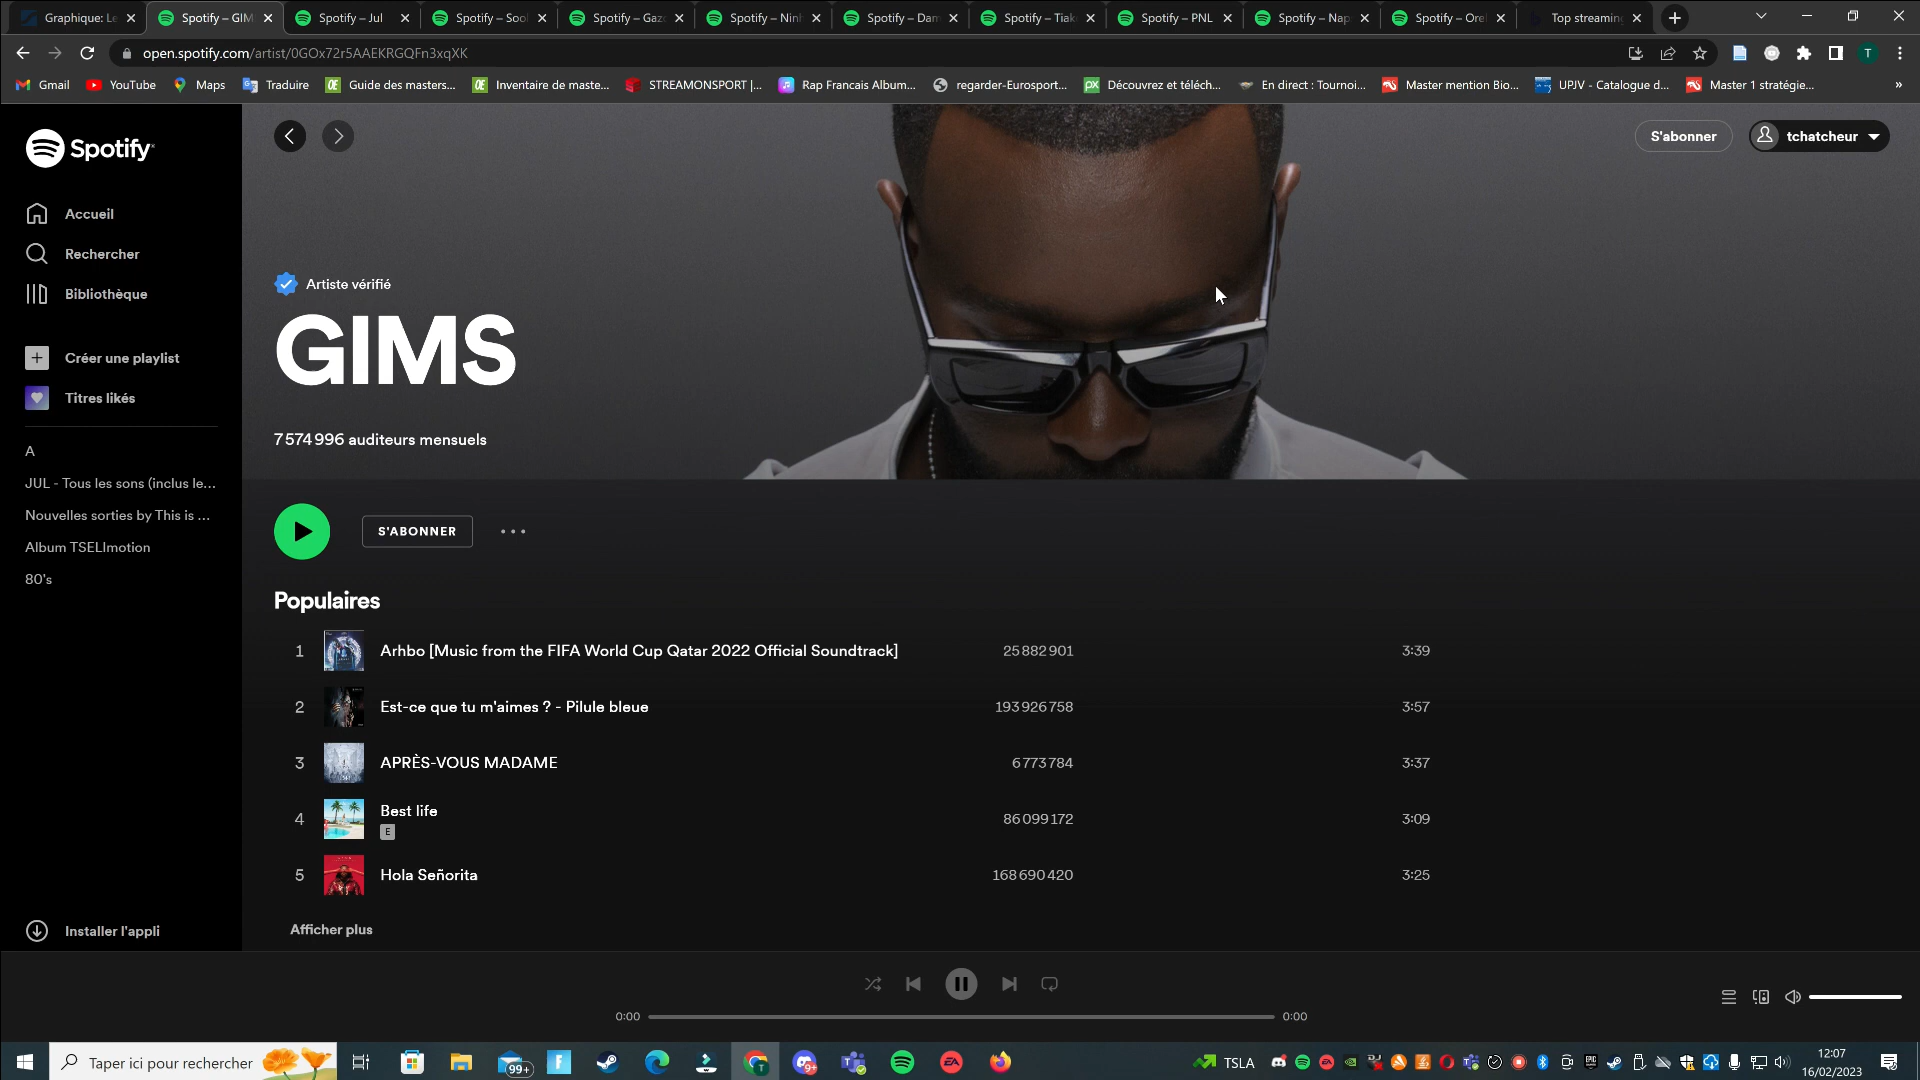 Graphique: Le
Spotify – GIM
Spotify – Jul
Spotify – Sool
Spotify – Gazo
Spotify – Ninh
Spotify – Dam
Spotify – Tiak
Spotify – PNL
Spotify – Nap
Spotify – Orel
Top streaming
open.spotify.com/artist/0GOx72r5AAEKRGQFn3xqXK
T
Gmail
YouTube
Maps
Traduire
Guide des masters...
Inventaire de maste...
STREAMONSPORT |...
Rap Francais Album...
regarder-Eurosport...
Découvrez et téléch...
En direct : Tournoi...
Master mention Bio...
UPJV - Catalogue d...
Master 1 stratégie...
»
Spotify
S'abonner
tchatcheur
Accueil
Rechercher
Bibliothèque
Créer une playlist
Titres likés
A
JUL - Tous les sons (inclus le...
Nouvelles sorties by This is ...
Album TSELImotion
80's
Installer l'appli
Artiste vérifié
GIMS
7 574 996 auditeurs mensuels
S'ABONNER
Populaires
1 Arhbo [Music from the FIFA World Cup Qatar 2022 Official Soundtrack] 25 882 901 3:39
2 Est-ce que tu m'aimes ? - Pilule bleue 193 926 758 3:57
3 APRÈS-VOUS MADAME 6 773 784 3:37
4 Best life 86 099 172 3:09
E
5 Hola Señorita 168 690 420 3:25
Afficher plus
0:00
0:00
Taper ici pour rechercher
99+
TSLA
12:07
16/02/2023